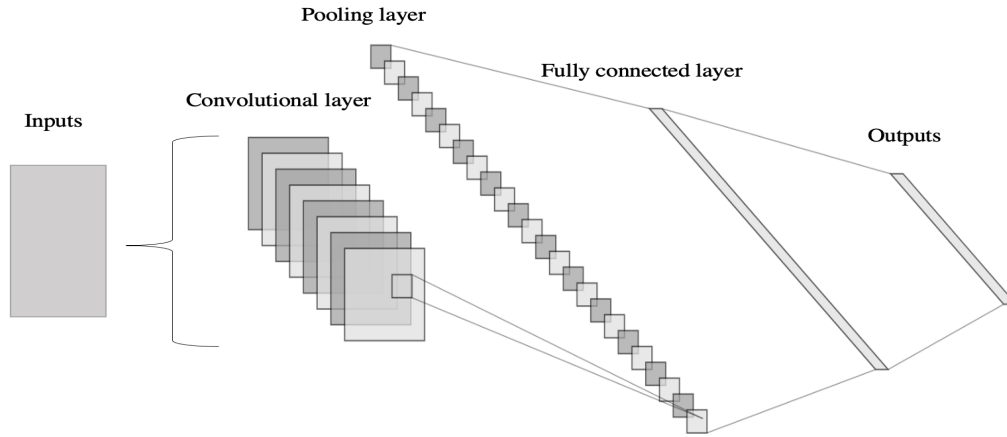 Pooling layer
Fully connected layer
Convolutional layer
Inputs
Outputs